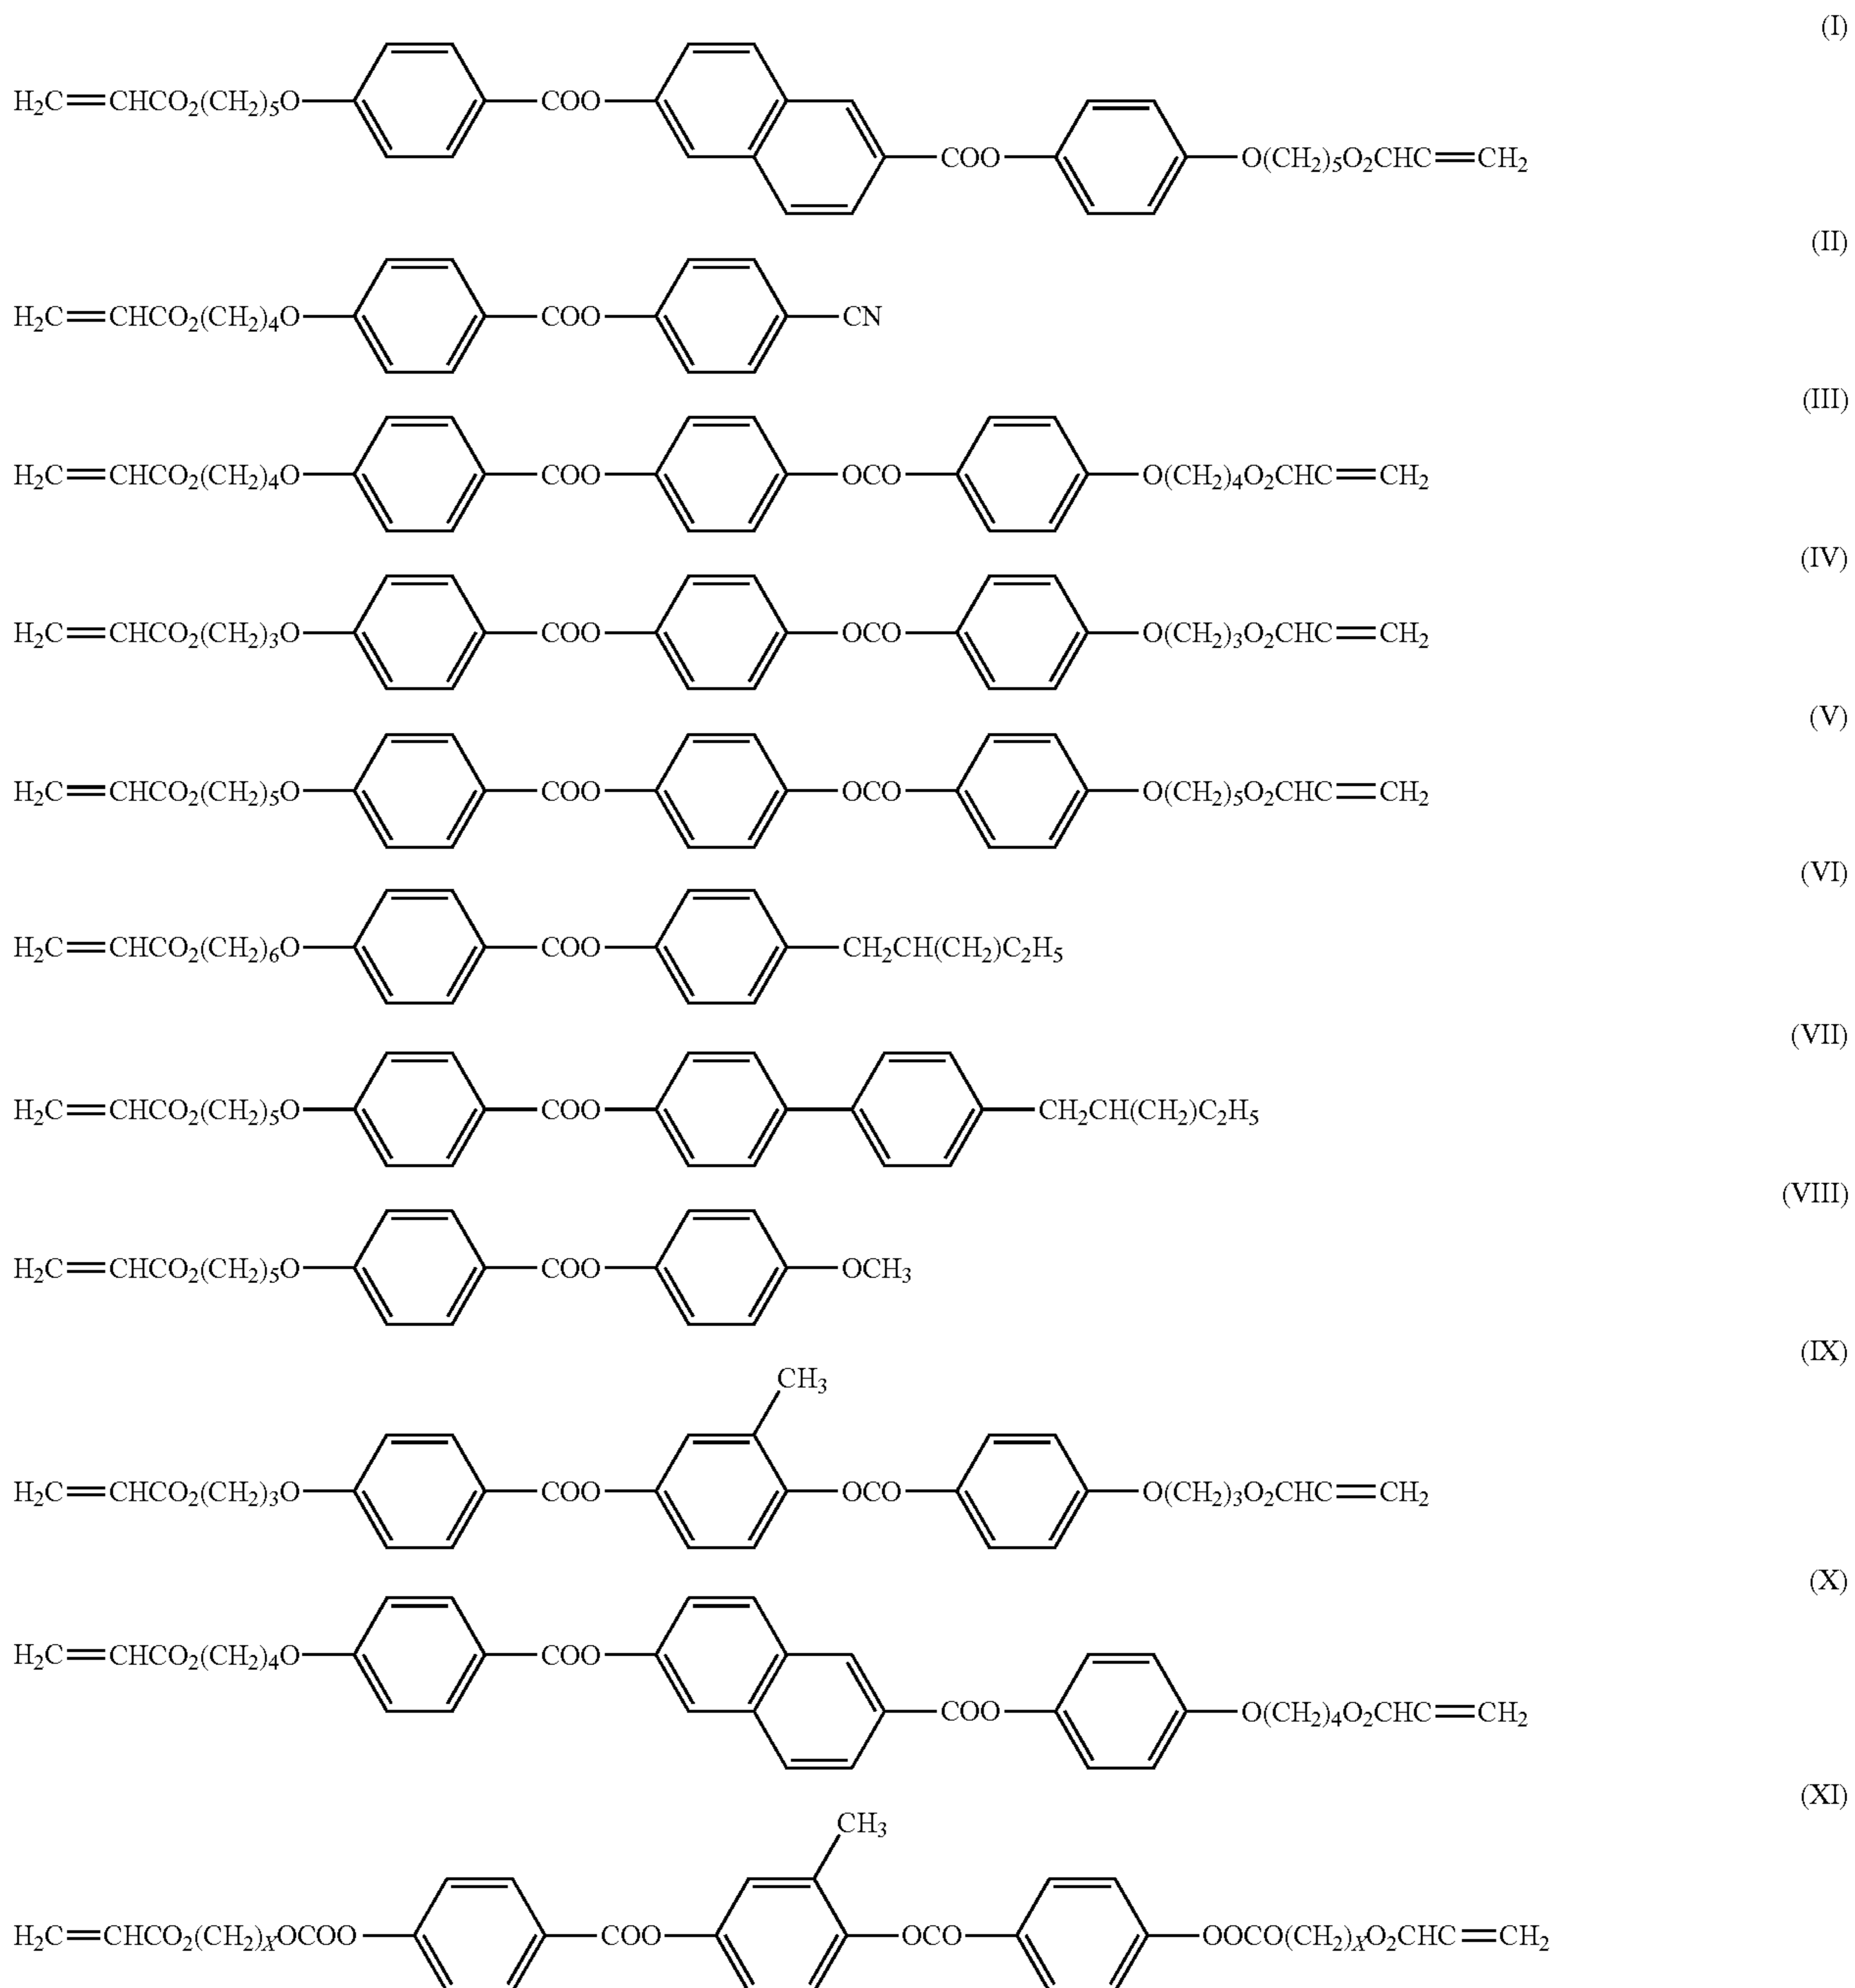 (I)
H₂C=CHCO₂(CH₂)₅O COO COO O(CH₂)₅O₂CHC=CH₂
(II)
H₂C=CHCO₂(CH₂)₄O COO CN
(III)
H₂C=CHCO₂(CH₂)₄O COO OCO O(CH₂)₄O₂CHC=CH₂
(IV)
H₂C=CHCO₂(CH₂)₃O COO OCO O(CH₂)₃O₂CHC=CH₂
(V)
H₂C=CHCO₂(CH₂)₅O COO OCO O(CH₂)₅O₂CHC=CH₂
(VI)
H₂C=CHCO₂(CH₂)₆O COO CH₂CH(CH₂)C₂H₅
(VII)
H₂C=CHCO₂(CH₂)₅O COO CH₂CH(CH₂)C₂H₅
(VIII)
H₂C=CHCO₂(CH₂)₅O COO OCH₃
(IX)
CH₃
H₂C=CHCO₂(CH₂)₃O COO OCO O(CH₂)₃O₂CHC=CH₂
(X)
H₂C=CHCO₂(CH₂)₄O COO COO O(CH₂)₄O₂CHC=CH₂
(XI)
CH₃
H₂C=CHCO₂(CH₂)XOCOO COO OCO OOCO(CH₂)XO₂CHC=CH₂